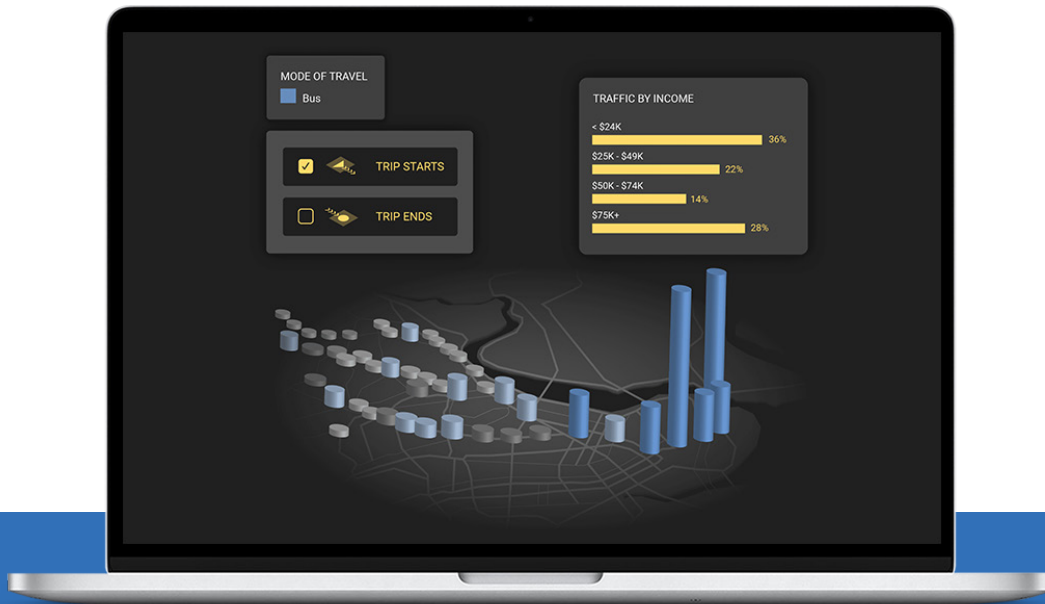 MODE OF TRAVEL
Bus
TRIP STARTS
TRIP ENDS
TRAFFIC BY INCOME
< $24K
36%
$25K - $49K
22%
$50K - $74K
14%
$75K+
28%